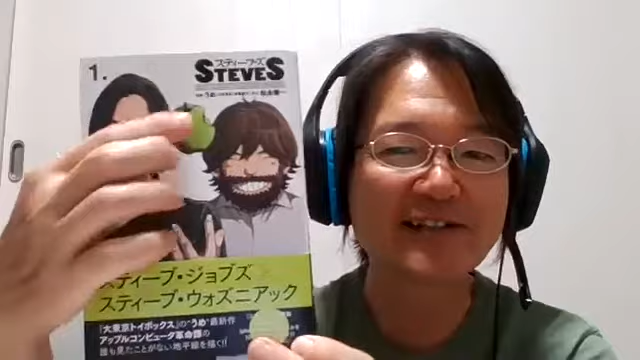 1.
スティーブズ
STEVES
スティーブ・ジョブズ
スティーブ・ウォズニアック
『大東京トイボックス』の“うめ”最新作
アップルコンピュータ革命譚の
誰も見たことがない地平線を描く!!